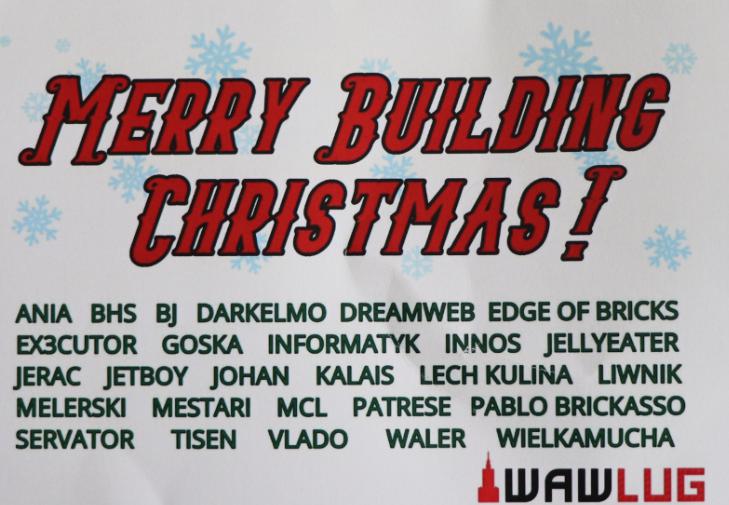 MERRY BUILDING
CHRISTMAS!
ANIA BHS BJ DARKELMO DREAMWEB EDGE OF BRICKS
EX3CUTOR GOSKA INFORMATYK INNOS JELLYEATER
JERAC JETBOY JOHAN KALAIS LECH KULINA LIWNIK
MELERSKI MESTARI MCL PATRESE PABLO BRICKASSO
SERVATOR TISEN VLADO WALER WIELKAMUCHA
WAWLUG